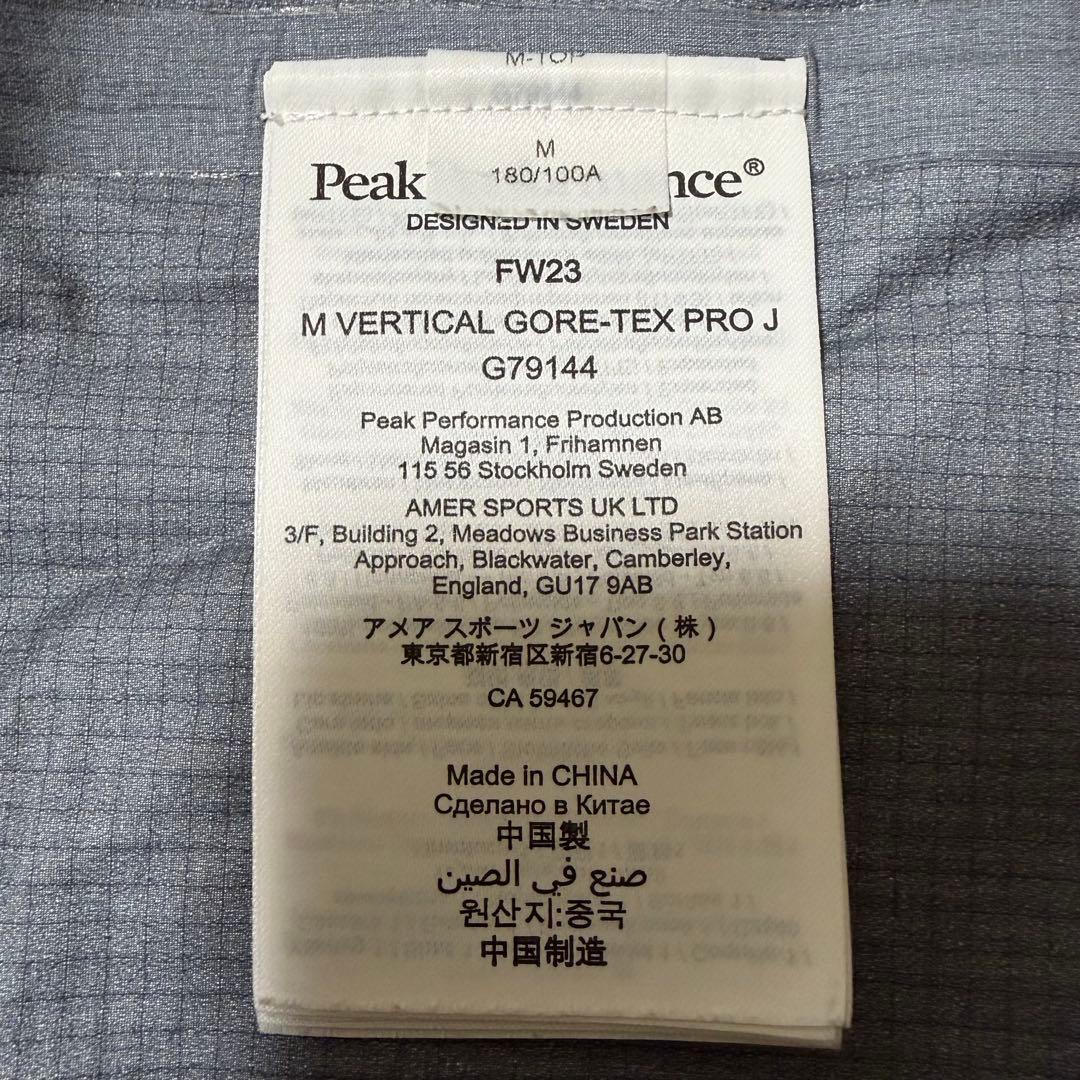 M-TOP
G79144
M
180/100A
Peak nce®
DESIGNED IN SWEDEN
FW23
M VERTICAL GORE-TEX PRO J
G79144
Peak Performance Production AB
Magasin 1, Frihamnen
115 56 Stockholm Sweden
AMER SPORTS UK LTD
3/F, Building 2, Meadows Business Park Station
Approach, Blackwater, Camberley,
England, GU17 9AB
アメア スポーツ ジャパン ( 株 )
東京都新宿区新宿6-27-30
CA 59467
Made in CHINA
Сделано в Китае
中国製
صنع في الصين
원산지:중국
中国制造